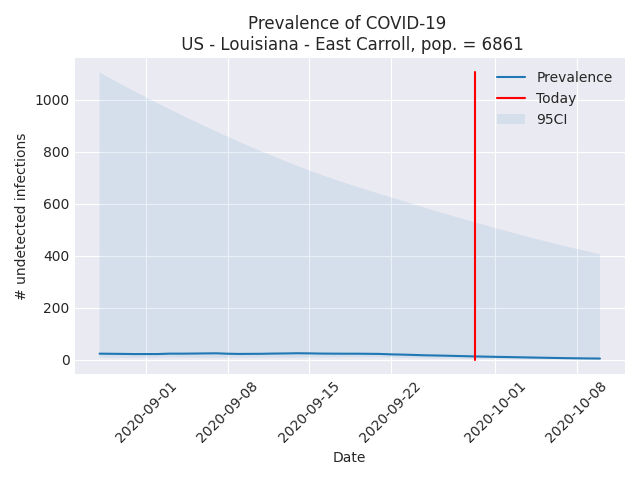 Prevalence of COVID-19
US - Louisiana - East Carroll, pop. = 6861
Prevalence
Today
95CI
1000
800
600
400
200
0
# undetected infections
2020-09-01
2020-09-08
2020-09-15
2020-09-22
2020-10-01
2020-10-08
Date